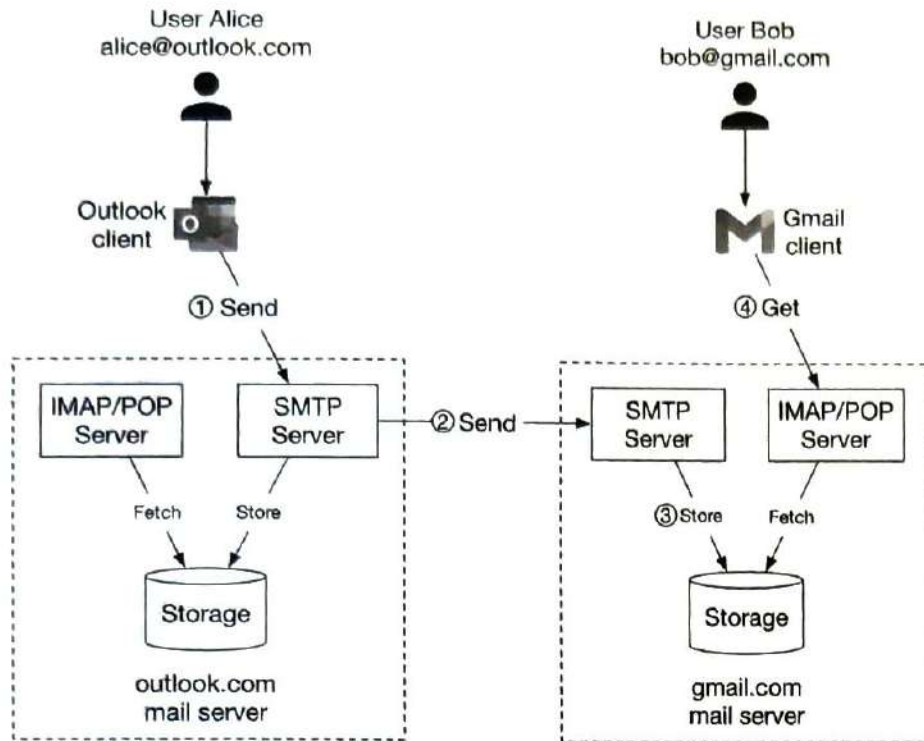 User Alice
alice@outlook.com
User Bob
bob@gmail.com
Outlook
client
Gmail
client
① Send
④ Get
IMAP/POP
Server
SMTP
Server
② Send
SMTP
Server
IMAP/POP
Server
Fetch
Store
③ Store
Fetch
Storage
Storage
outlook.com
mail server
gmail.com
mail server